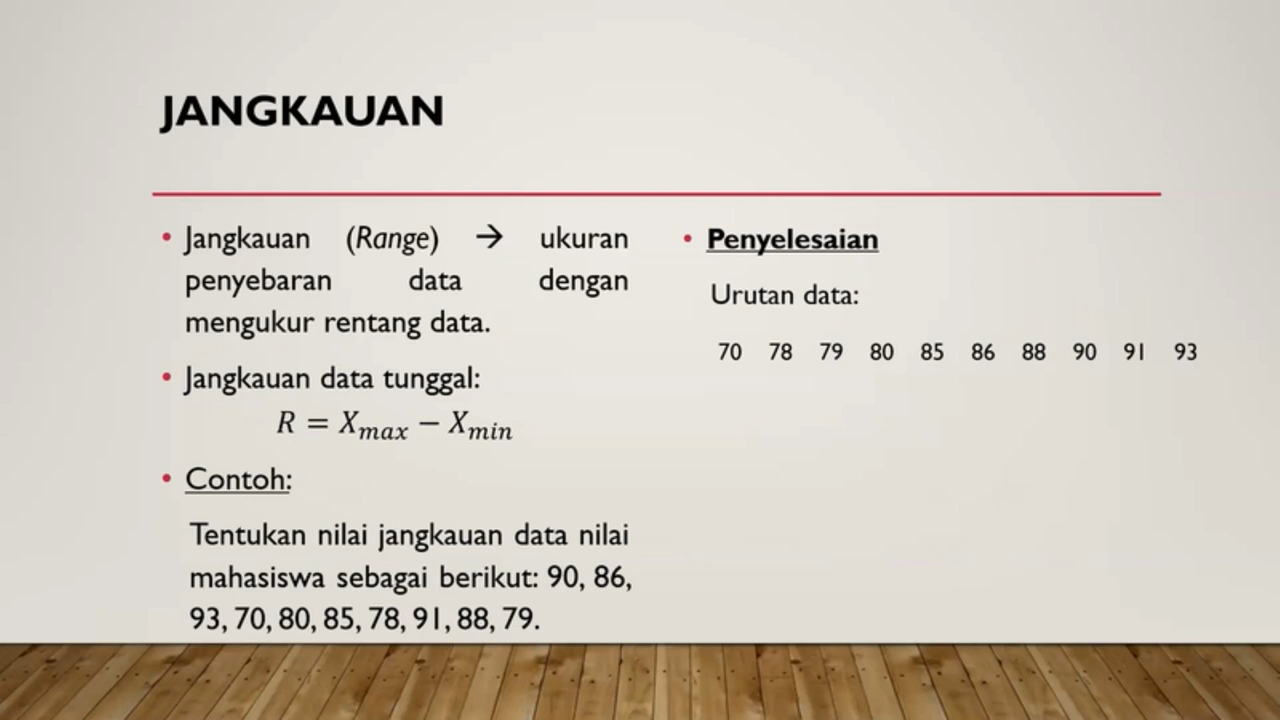 JANGKAUAN
• Jangkauan (Range) → ukuran
penyebaran data dengan
mengukur rentang data.
• Jangkauan data tunggal:
R = X_max − X_min
• Contoh:
Tentukan nilai jangkauan data nilai
mahasiswa sebagai berikut: 90, 86,
93, 70, 80, 85, 78, 91, 88, 79.
• Penyelesaian
Urutan data:
70 78 79 80 85 86 88 90 91 93